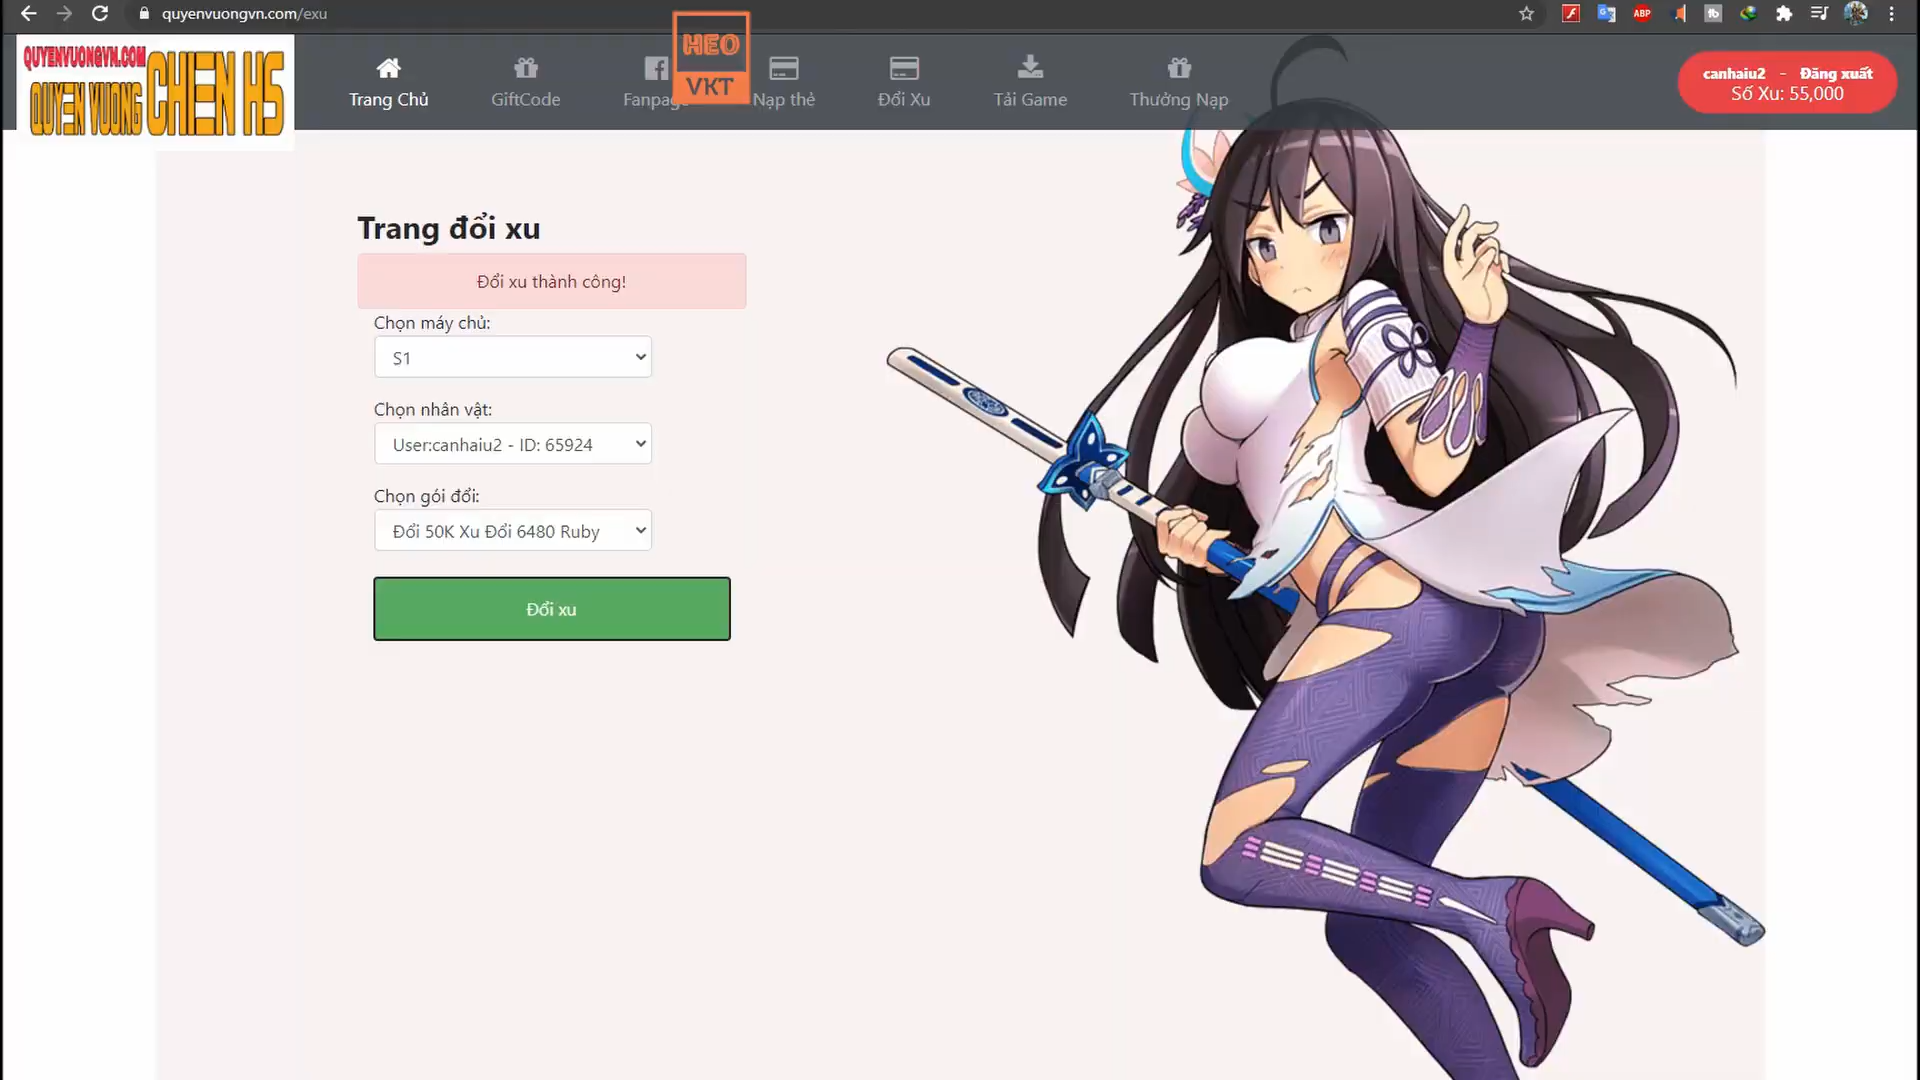 quyenvuongvn.com/exu
ABP
QUYENVUONGVN.COM
QUYEN VUONG CHIEN HS
Trang Chủ
GiftCode
Fanpage
HEO
VKT
Nạp thẻ
Đổi Xu
Tải Game
Thưởng Nạp
canhaiu2 - Đăng xuất
Số Xu: 55,000
Trang đổi xu
Đổi xu thành công!
Chọn máy chủ:
S1
Chọn nhân vật:
User:canhaiu2 - ID: 65924
Chọn gói đổi:
Đổi 50K Xu Đổi 6480 Ruby
Đổi xu